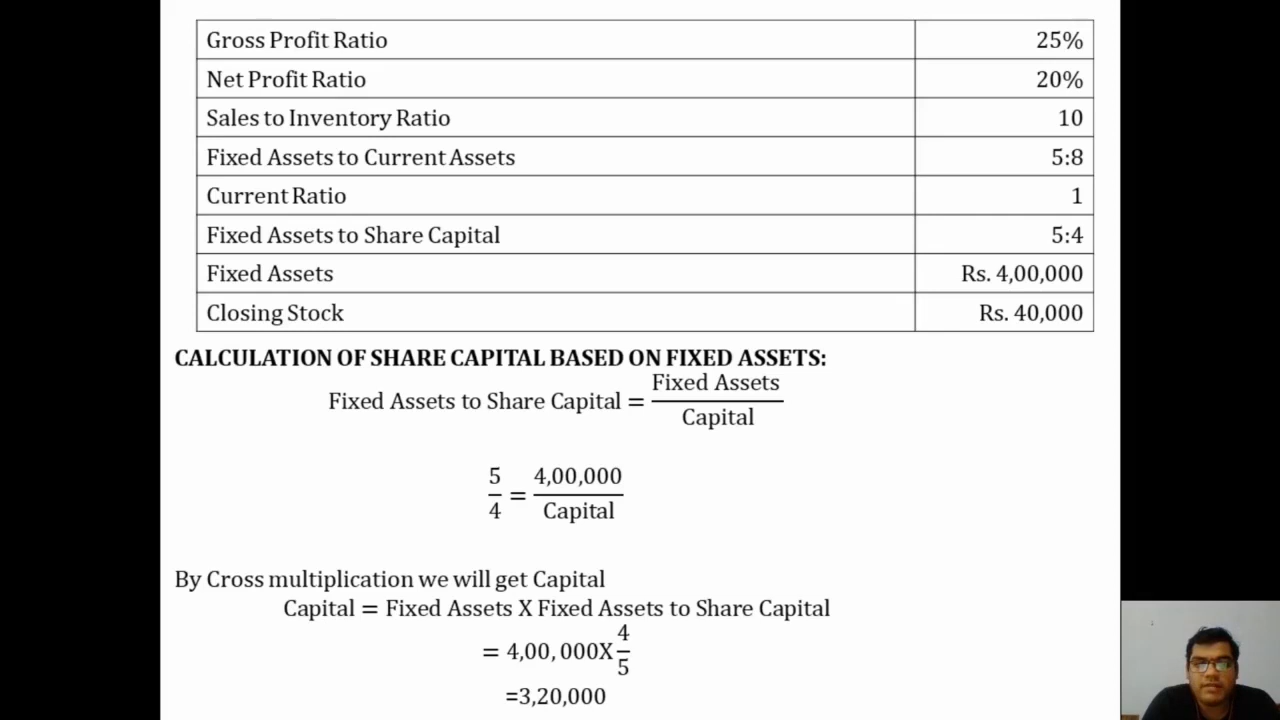 Gross Profit Ratio 25%
Net Profit Ratio 20%
Sales to Inventory Ratio 10
Fixed Assets to Current Assets 5:8
Current Ratio 1
Fixed Assets to Share Capital 5:4
Fixed Assets Rs. 4,00,000
Closing Stock Rs. 40,000
CALCULATION OF SHARE CAPITAL BASED ON FIXED ASSETS:
Fixed Assets to Share Capital = Fixed Assets / Capital
5/4 = 4,00,000 / Capital
By Cross multiplication we will get Capital
Capital = Fixed Assets X Fixed Assets to Share Capital
= 4,00,000X 4/5
=3,20,000